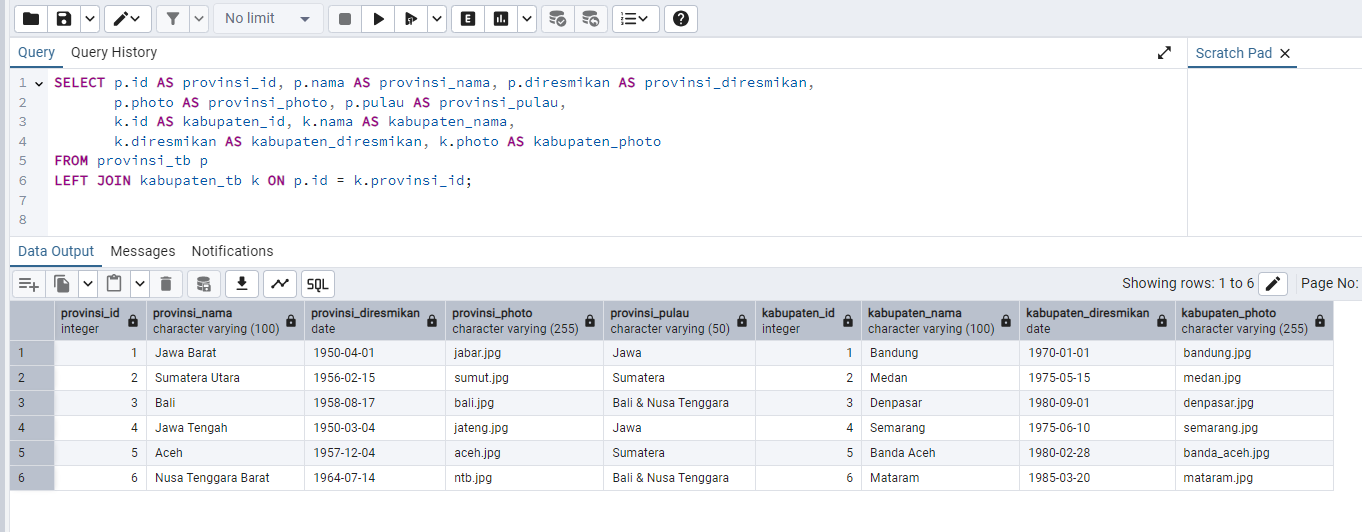 No limit
E
SQL
Query Query History
Scratch Pad
1 SELECT p.id AS provinsi_id, p.nama AS provinsi_nama, p.diresmikan AS provinsi_diresmikan,
2 p.photo AS provinsi_photo, p.pulau AS provinsi_pulau,
3 k.id AS kabupaten_id, k.nama AS kabupaten_nama,
4 k.diresmikan AS kabupaten_diresmikan, k.photo AS kabupaten_photo
5 FROM provinsi_tb p
6 LEFT JOIN kabupaten_tb k ON p.id = k.provinsi_id;
7
8
Data Output Messages Notifications
Showing rows: 1 to 6 Page No:
provinsi_id provinsi_nama provinsi_diresmikan provinsi_photo provinsi_pulau kabupaten_id kabupaten_nama kabupaten_diresmikan kabupaten_photo
integer character varying (100) date character varying (255) character varying (50) integer character varying (100) date character varying (255)
1 1 Jawa Barat 1950-04-01 jabar.jpg Jawa 1 Bandung 1970-01-01 bandung.jpg
2 2 Sumatera Utara 1956-02-15 sumut.jpg Sumatera 2 Medan 1975-05-15 medan.jpg
3 3 Bali 1958-08-17 bali.jpg Bali & Nusa Tenggara 3 Denpasar 1980-09-01 denpasar.jpg
4 4 Jawa Tengah 1950-03-04 jateng.jpg Jawa 4 Semarang 1975-06-10 semarang.jpg
5 5 Aceh 1957-12-04 aceh.jpg Sumatera 5 Banda Aceh 1980-02-28 banda_aceh.jpg
6 6 Nusa Tenggara Barat 1964-07-14 ntb.jpg Bali & Nusa Tenggara 6 Mataram 1985-03-20 mataram.jpg